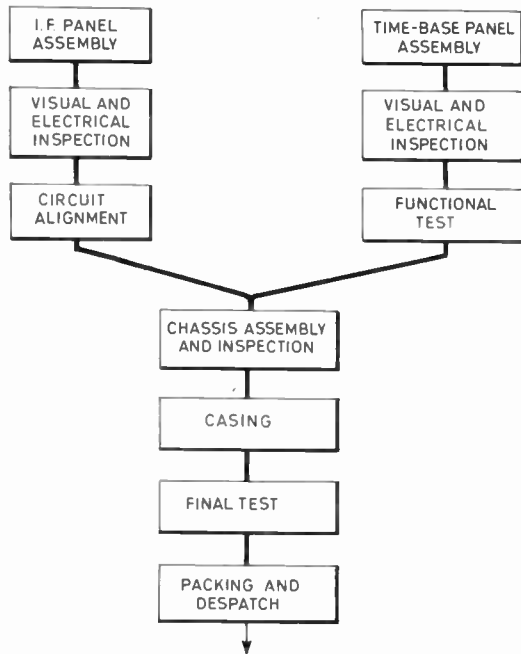 I.F. PANEL
ASSEMBLY
VISUAL AND
ELECTRICAL
INSPECTION
CIRCUIT
ALIGNMENT
TIME-BASE PANEL
ASSEMBLY
VISUAL AND
ELECTRICAL
INSPECTION
FUNCTIONAL
TEST
CHASSIS ASSEMBLY
AND INSPECTION
CASING
FINAL TEST
PACKING AND
DESPATCH